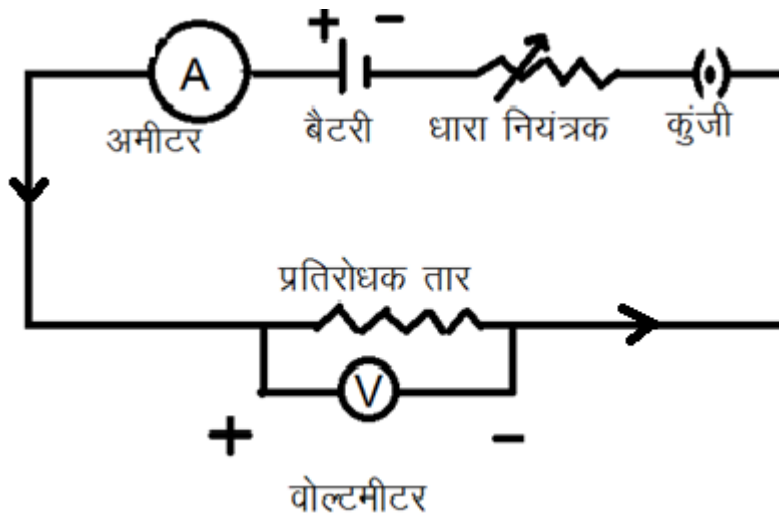 + −
A
अमीटर बैटरी धारा नियंत्रक कुंजी
प्रतिरोधक तार
V
+ −
वोल्टमीटर